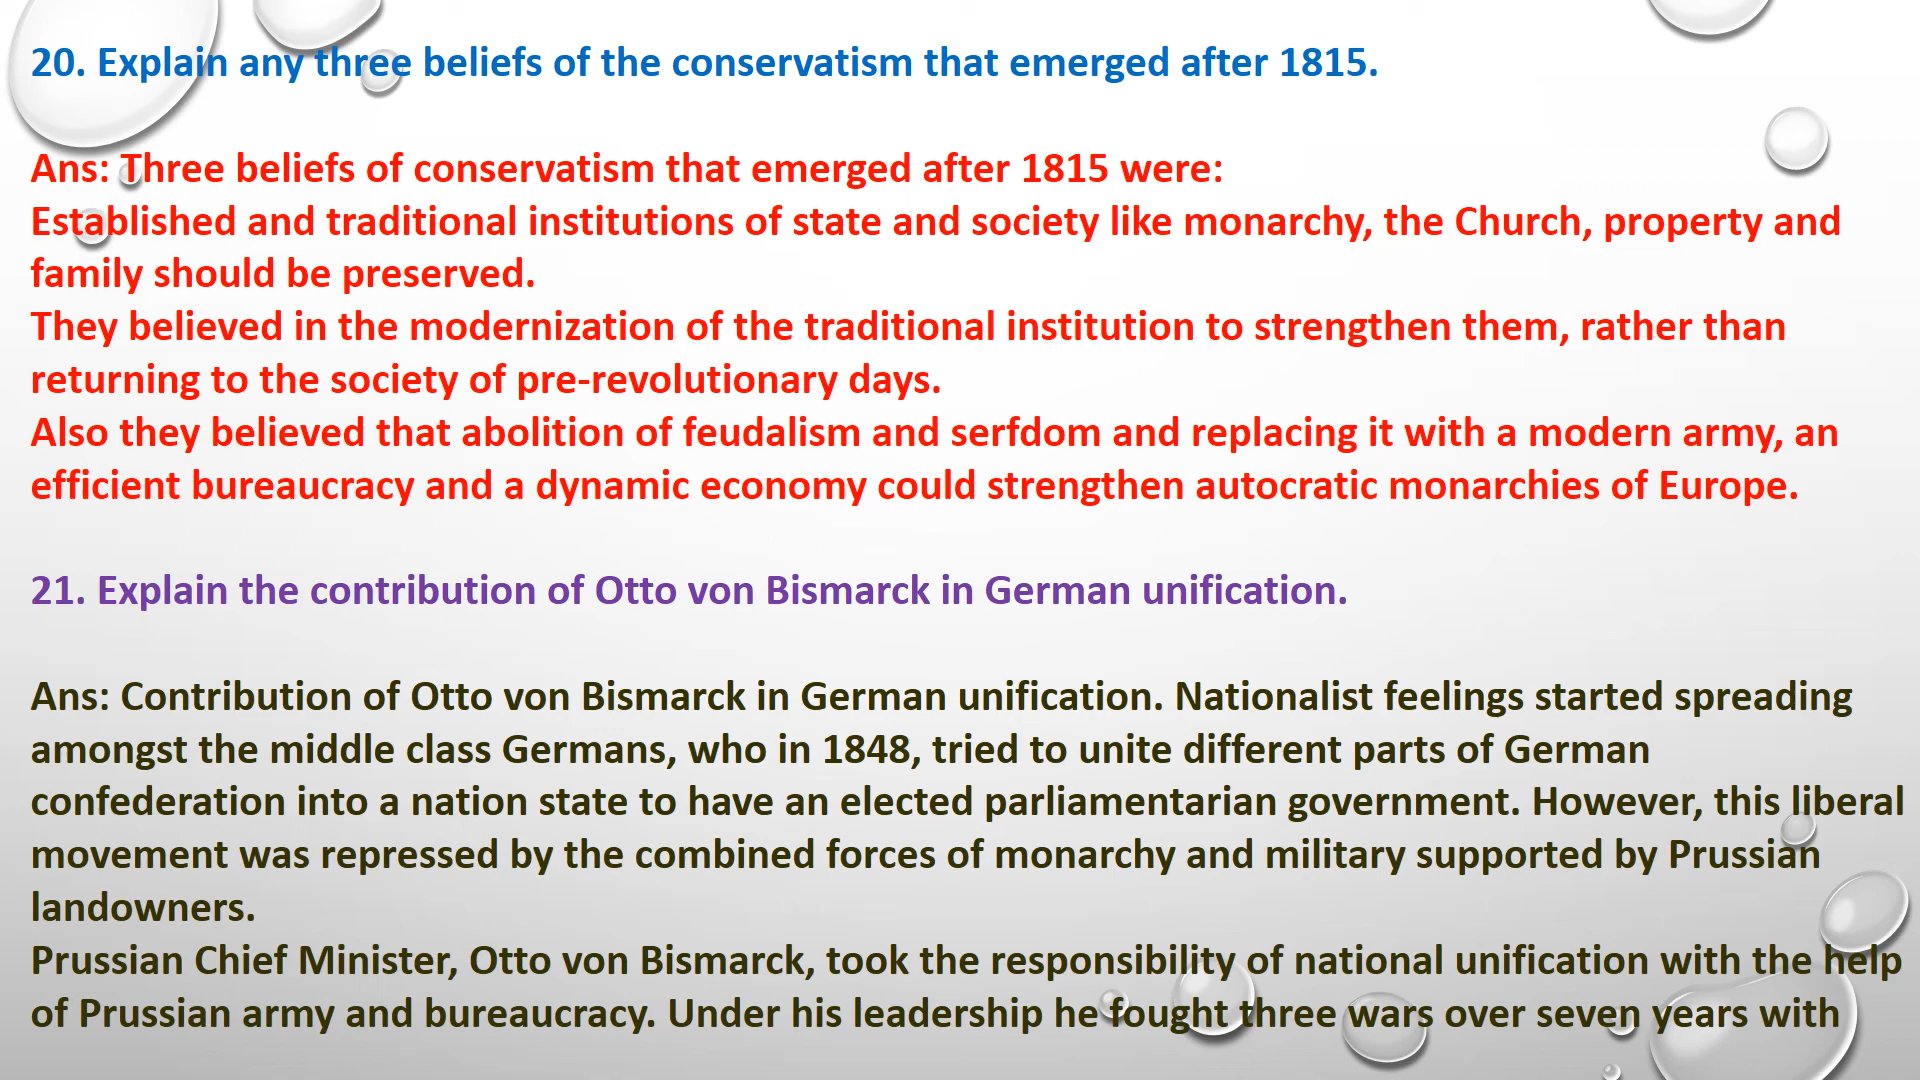 20. Explain any three beliefs of the conservatism that emerged after 1815.
Ans: Three beliefs of conservatism that emerged after 1815 were:
Established and traditional institutions of state and society like monarchy, the Church, property and
family should be preserved.
They believed in the modernization of the traditional institution to strengthen them, rather than
returning to the society of pre-revolutionary days.
Also they believed that abolition of feudalism and serfdom and replacing it with a modern army, an
efficient bureaucracy and a dynamic economy could strengthen autocratic monarchies of Europe.
21. Explain the contribution of Otto von Bismarck in German unification.
Ans: Contribution of Otto von Bismarck in German unification. Nationalist feelings started spreading
amongst the middle class Germans, who in 1848, tried to unite different parts of German
confederation into a nation state to have an elected parliamentarian government. However, this liberal
movement was repressed by the combined forces of monarchy and military supported by Prussian
landowners.
Prussian Chief Minister, Otto von Bismarck, took the responsibility of national unification with the help
of Prussian army and bureaucracy. Under his leadership he fought three wars over seven years with